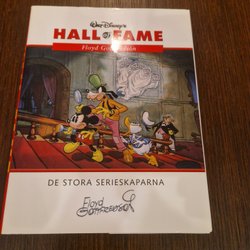 Walt Disney's
HALL OF FAME
Floyd Gottfredson
DE STORA SERIESKAPARNA
Floyd
Gottfredson